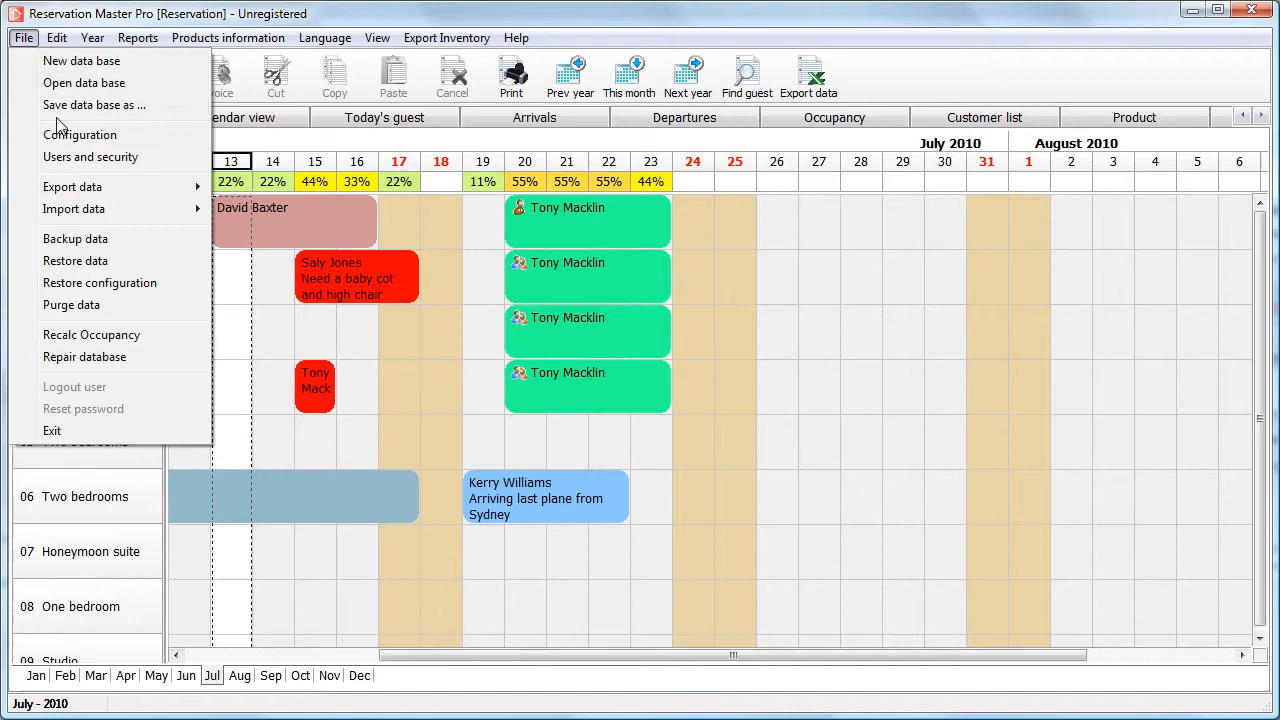 Reservation Master Pro [Reservation] - Unregistered
File Edit Year Reports Products information Language View Export Inventory Help
New data base
Open data base
Save data base as ...
Configuration
Users and security
Export data
Import data
Backup data
Restore data
Restore configuration
Purge data
Recalc Occupancy
Repair database
Logout user
Reset password
Exit
Cut Copy Paste Cancel Print Prev year This month Next year Find guest Export data
Today's guest Arrivals Departures Occupancy Customer list Product
July 2010 August 2010
13 14 15 16 17 18 19 20 21 22 23 24 25 26 27 28 29 30 31 1 2 3 4 5 6
22% 22% 44% 33% 22% 11% 55% 55% 55% 44%
David Baxter
Tony Macklin
Saly Jones
Need a baby cot
and high chair
Tony Macklin
Tony Macklin
Tony
Mack
Tony Macklin
06 Two bedrooms
Kerry Williams
Arriving last plane from
Sydney
07 Honeymoon suite
08 One bedroom
09 Studio
Jan Feb Mar Apr May Jun Jul Aug Sep Oct Nov Dec
July - 2010